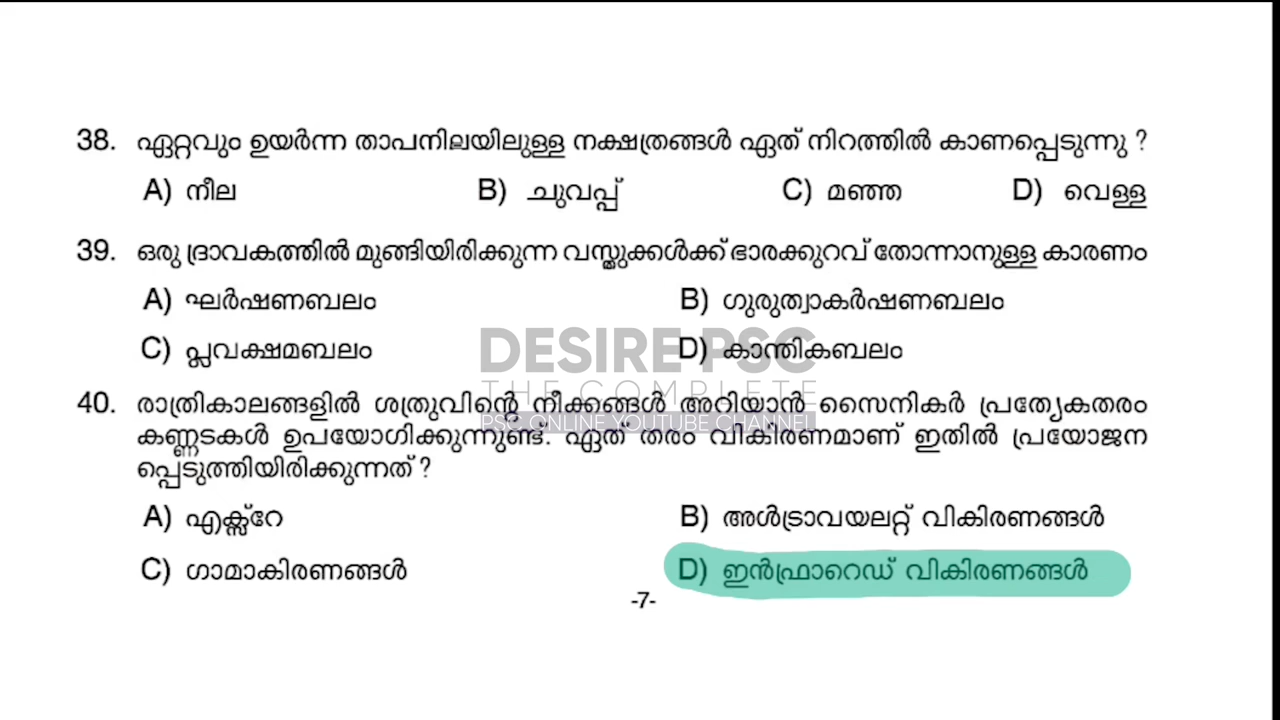 38. ഏറ്റവും ഉയർന്ന താപനിലയിലുള്ള നക്ഷത്രങ്ങൾ ഏത് നിറത്തിൽ കാണപ്പെടുന്നു ?
A) നീല B) ചുവപ്പ് C) മഞ്ഞ D) വെള്ള
39. ഒരു ദ്രാവകത്തിൽ മുങ്ങിയിരിക്കുന്ന വസ്തുക്കൾക്ക് ഭാരക്കുറവ് തോന്നാനുള്ള കാരണം
A) ഘർഷണബലം B) ഗുരുത്വാകർഷണബലം
DESIRE PSC
C) പ്ലവക്ഷമബലം D) കാന്തികബലം
THE COMPLETE
40. രാത്രികാലങ്ങളിൽ ശത്രുവിന്റെ നീക്കങ്ങൾ അറിയാൻ സൈനികർ പ്രത്യേകതരം
PSC ONLINE YOUTUBE CHANNEL
കണ്ണടകൾ ഉപയോഗിക്കുന്നുണ്ട്. ഏത് തരം വികിരണമാണ് ഇതിൽ പ്രയോജന
പ്പെടുത്തിയിരിക്കുന്നത് ?
A) എക്സ്റേ B) അൾട്രാവയലറ്റ് വികിരണങ്ങൾ
C) ഗാമാകിരണങ്ങൾ D) ഇൻഫ്രാറെഡ് വികിരണങ്ങൾ
-7-